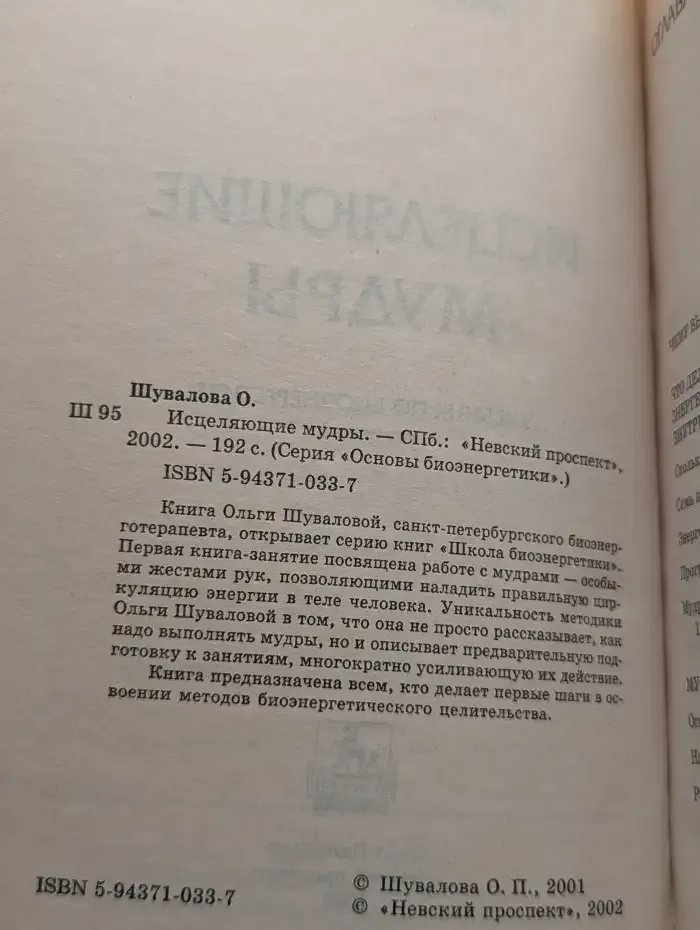 Шувалова О.
Ш 95 Исцеляющие мудры. — СПб.: «Невский проспект»,
2002. — 192 с. (Серия «Основы биоэнергетики».)
ISBN 5-94371-033-7
Книга Ольги Шуваловой, санкт-петербургского биоэнер-
готерапевта, открывает серию книг «Школа биоэнергетики».
Первая книга-занятие посвящена работе с мудрами — особы-
ми жестами рук, позволяющими наладить правильную цир-
куляцию энергии в теле человека. Уникальность методики
Ольги Шуваловой в том, что она не просто рассказывает, как
надо выполнять мудры, но и описывает предварительную под-
готовку к занятиям, многократно усиливающую их действие.
Книга предназначена всем, кто делает первые шаги в ос-
воении методов биоэнергетического целительства.
ISBN 5-94371-033-7
© Шувалова О. П., 2001
© «Невский проспект», 2002
ИСЦЕЛЯЮЩИЕ
МУДРЫ